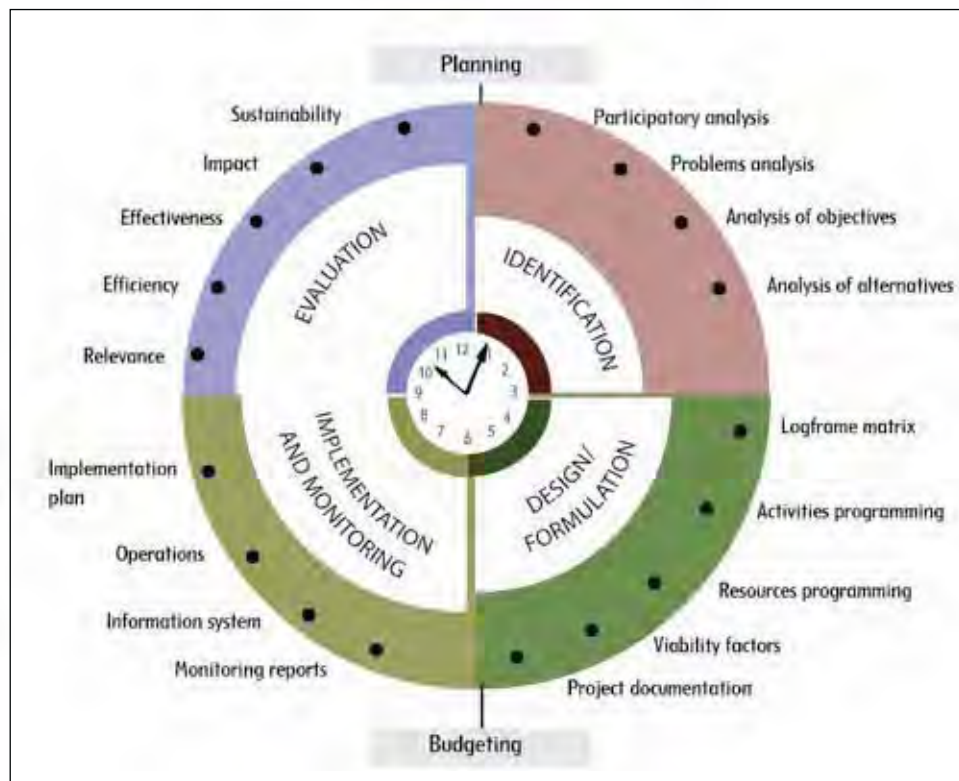 Planning
Sustainability
Impact
Effectiveness
Efficiency
Relevance
Participatory analysis
Problems analysis
Analysis of objectives
Analysis of alternatives
EVALUATION
IDENTIFICATION
12
1
2
3
4
5
6
7
8
9
10
11
IMPLEMENTATION
AND MONITORING
DESIGN/
FORMULATION
Implementation
plan
Operations
Information system
Monitoring reports
Logframe matrix
Activities programming
Resources programming
Viability factors
Project documentation
Budgeting